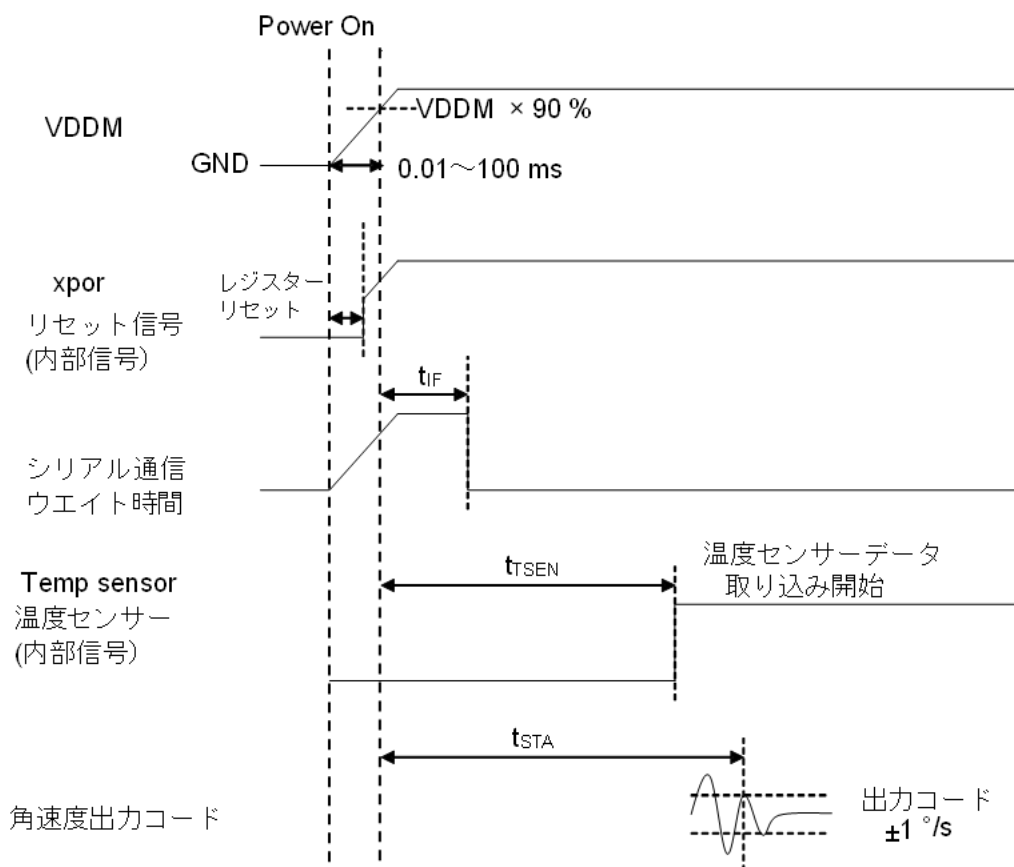 Power On
VDDM
VDDM × 90 %
GND
0.01～100 ms
xpor
リセット信号
(内部信号)
レジスター
リセット
tIF
シリアル通信
ウエイト時間
Temp sensor
温度センサー
(内部信号)
tTSEN
温度センサーデータ
取り込み開始
tSTA
角速度出力コード
出力コード
±1 °/s